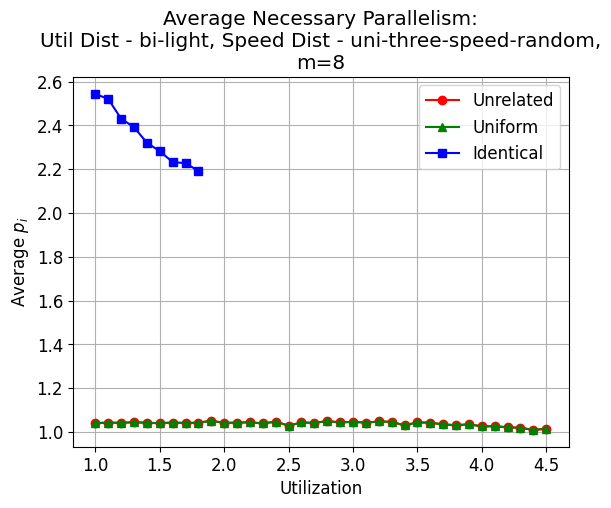 Average Necessary Parallelism:
Util Dist - bi-light, Speed Dist - uni-three-speed-random,
m=8
Unrelated
Uniform
Identical
2.6
2.4
2.2
2.0
1.8
1.6
1.4
1.2
1.0
Average p_i
1.0 1.5 2.0 2.5 3.0 3.5 4.0 4.5
Utilization